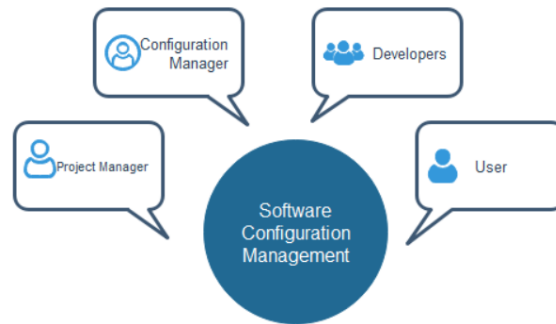 Configuration
Manager
Developers
Project Manager
User
Software
Configuration
Management